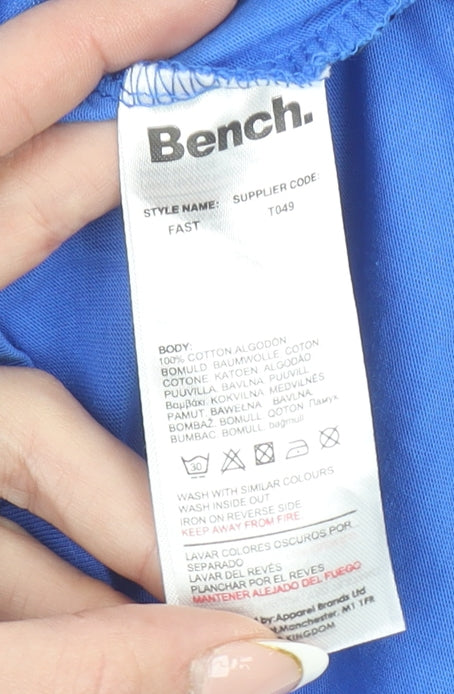 Bench.
STYLE NAME: SUPPLIER CODE
FAST T049
BODY:
100% COTTON, ALGODÓN
BOMULD BAUMWOLLE COTON
COTONE KATOEN, ALGODÃO
PUUVILLA, BAVLNA PUUVILL
Βαμβάκι, KOKVILNA MEDVILNĖS
PAMUT, BAWEŁNA BAVLNA,
BOMBAŽ, BOMULL, QOTON Памук
BUMBAC, BOMULL, bağmull
30
WASH WITH SIMILAR COLOURS
WASH INSIDE OUT
IRON ON REVERSE SIDE
KEEP AWAY FROM FIRE
LAVAR COLORES OSCUROS POR
SEPARADO
LAVAR DEL REVÉS
PLANCHAR POR EL REVES
MANTENER ALEJADO DEL FUEGO
by:Apparel Brands Ltd
Manchester, M1 1FR
KINGDOM